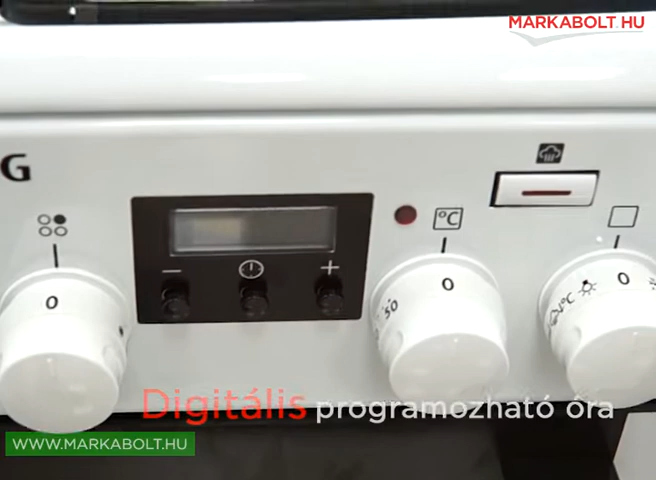 MARKABOLT.HU
G
°C
0
50
0
°C
0
Digitális programozható óra
WWW.MARKABOLT.HU